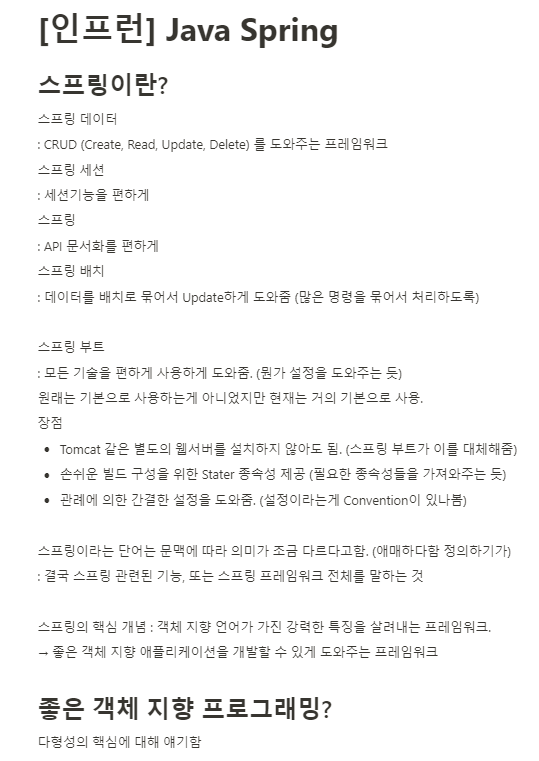 [인프런] Java Spring
스프링이란?
스프링 데이터
: CRUD (Create, Read, Update, Delete) 를 도와주는 프레임워크
스프링 세션
: 세션기능을 편하게
스프링
: API 문서화를 편하게
스프링 배치
: 데이터를 배치로 묶어서 Update하게 도와줌 (많은 명령을 묶어서 처리하도록)
스프링 부트
: 모든 기술을 편하게 사용하게 도와줌. (뭔가 설정을 도와주는 듯)
원래는 기본으로 사용하는게 아니었지만 현재는 거의 기본으로 사용.
장점
• Tomcat 같은 별도의 웹서버를 설치하지 않아도 됨. (스프링 부트가 이를 대체해줌)
• 손쉬운 빌드 구성을 위한 Stater 종속성 제공 (필요한 종속성들을 가져와주는 듯)
• 관례에 의한 간결한 설정을 도와줌. (설정이라는게 Convention이 있나봄)
스프링이라는 단어는 문맥에 따라 의미가 조금 다르다고함. (애매하다함 정의하기가)
: 결국 스프링 관련된 기능, 또는 스프링 프레임워크 전체를 말하는 것
스프링의 핵심 개념 : 객체 지향 언어가 가진 강력한 특징을 살려내는 프레임워크.
→ 좋은 객체 지향 애플리케이션을 개발할 수 있게 도와주는 프레임워크
좋은 객체 지향 프로그래밍?
다형성의 핵심에 대해 얘기함